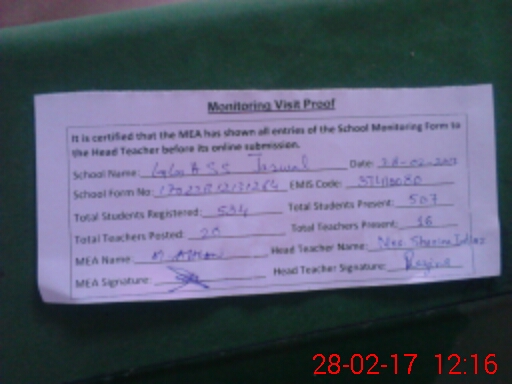 Monitoring Visit Proof
It is certified that the MEA has shown all entries of the School Monitoring Form to
the Head Teacher before its online submission.
School Name: Date: 28-02-2017
School Form No: EMIS Code:
Total Students Registered: 534 Total Students Present: 507
Total Teachers Posted: 20 Total Teachers Present: 16
MEA Name: Head Teacher Name: Mrs.
MEA Signature: Head Teacher Signature:
28-02-17 12:16